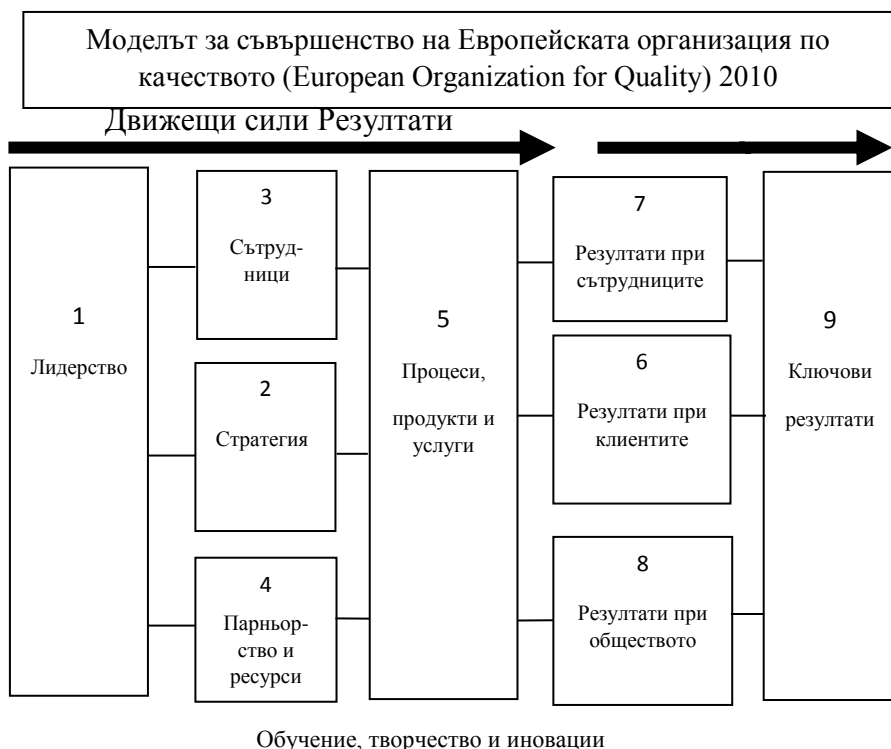 Моделът за съвършенство на Европейската организация по
качеството (European Organization for Quality) 2010
Движещи сили Резултати
1
Лидерство
3
Сътруд-
ници
2
Стратегия
4
Парньор-
ство и
ресурси
5
Процеси,
продукти и
услуги
7
Резултати при
сътрудниците
6
Резултати при
клиентите
8
Резултати при
обществото
9
Ключови
резултати
Обучение, творчество и иновации